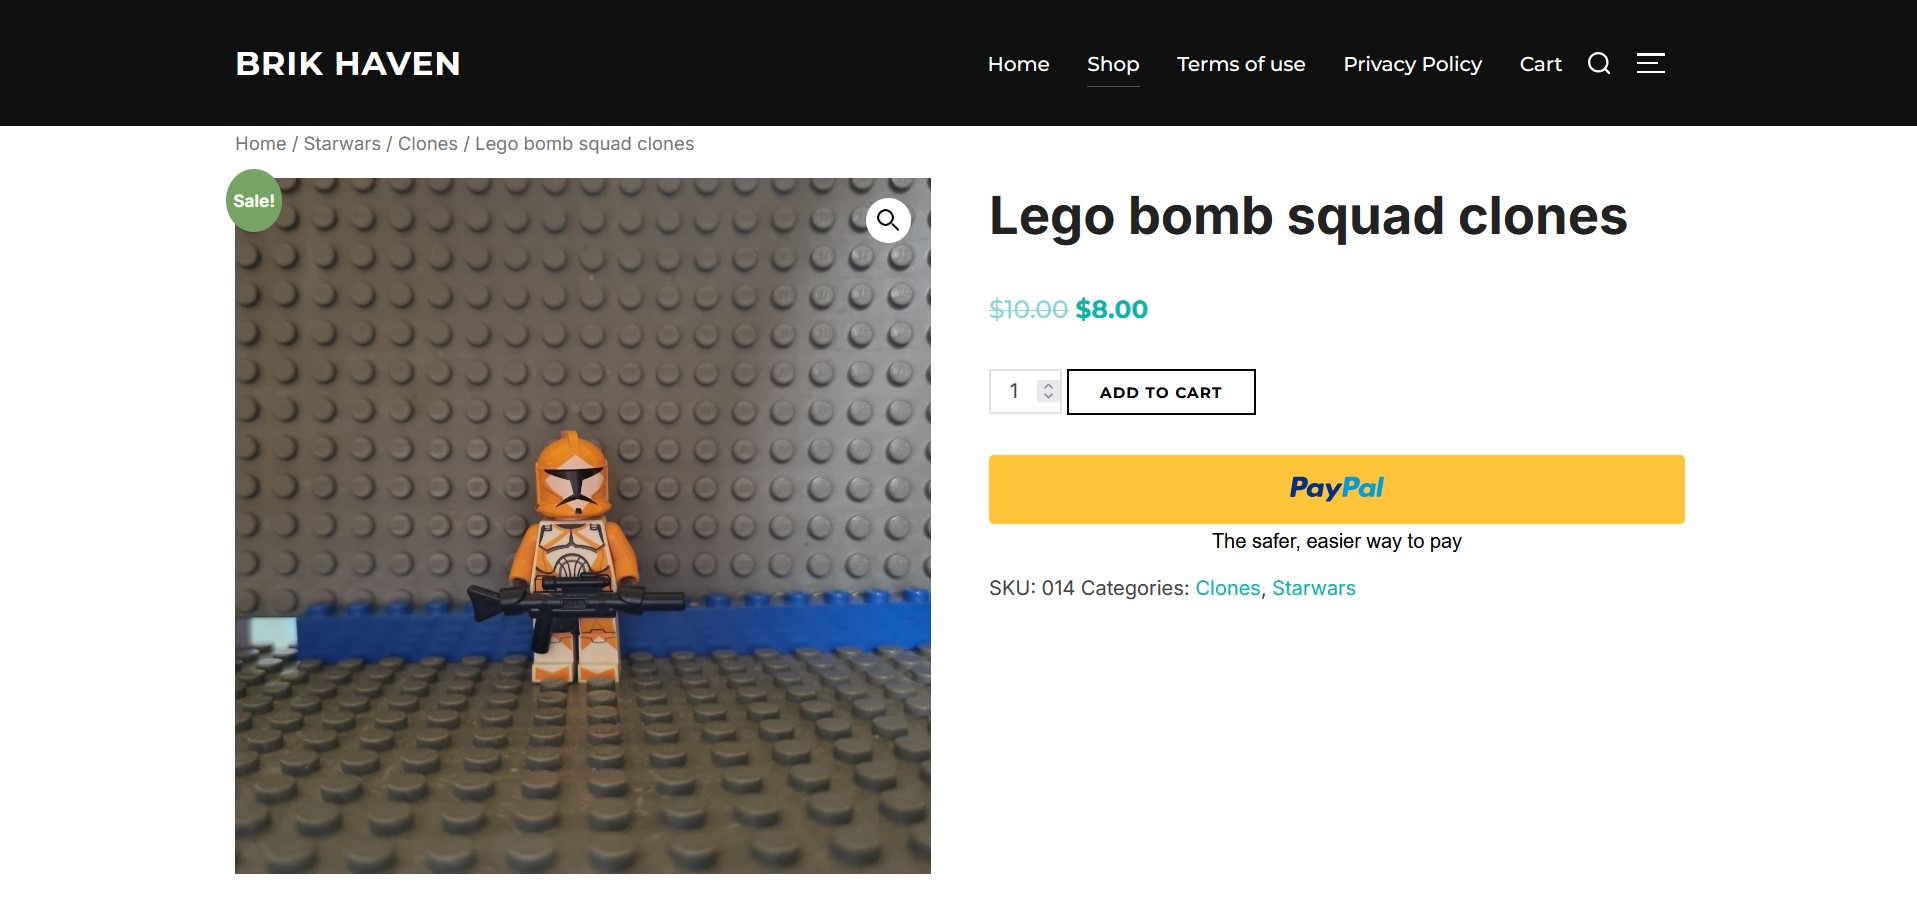 BRIK HAVEN
Home Shop Terms of use Privacy Policy Cart
Home / Starwars / Clones / Lego bomb squad clones
Sale!
Lego bomb squad clones
$10.00 $8.00
1 ADD TO CART
PayPal
The safer, easier way to pay
SKU: 014 Categories: Clones, Starwars